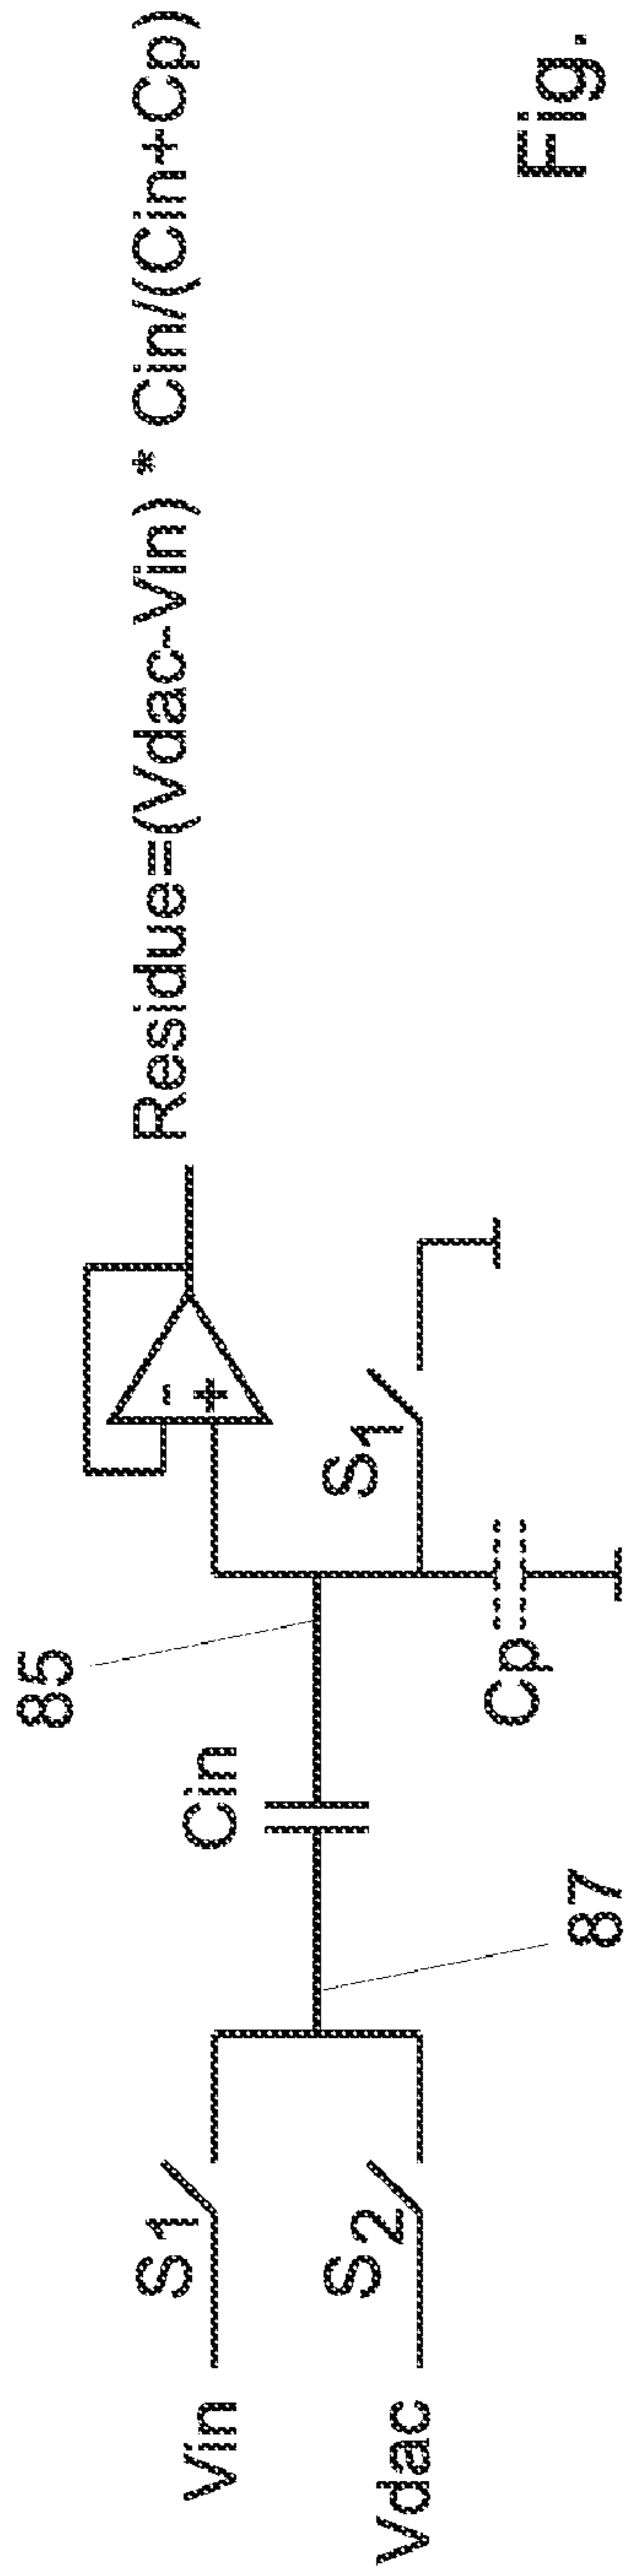 Vin
S1
Vdac
S2
87
Cin
85
Cp
S1
-
+
Residue=(Vdac-Vin) * Cin/(Cin+Cp)
Fig.